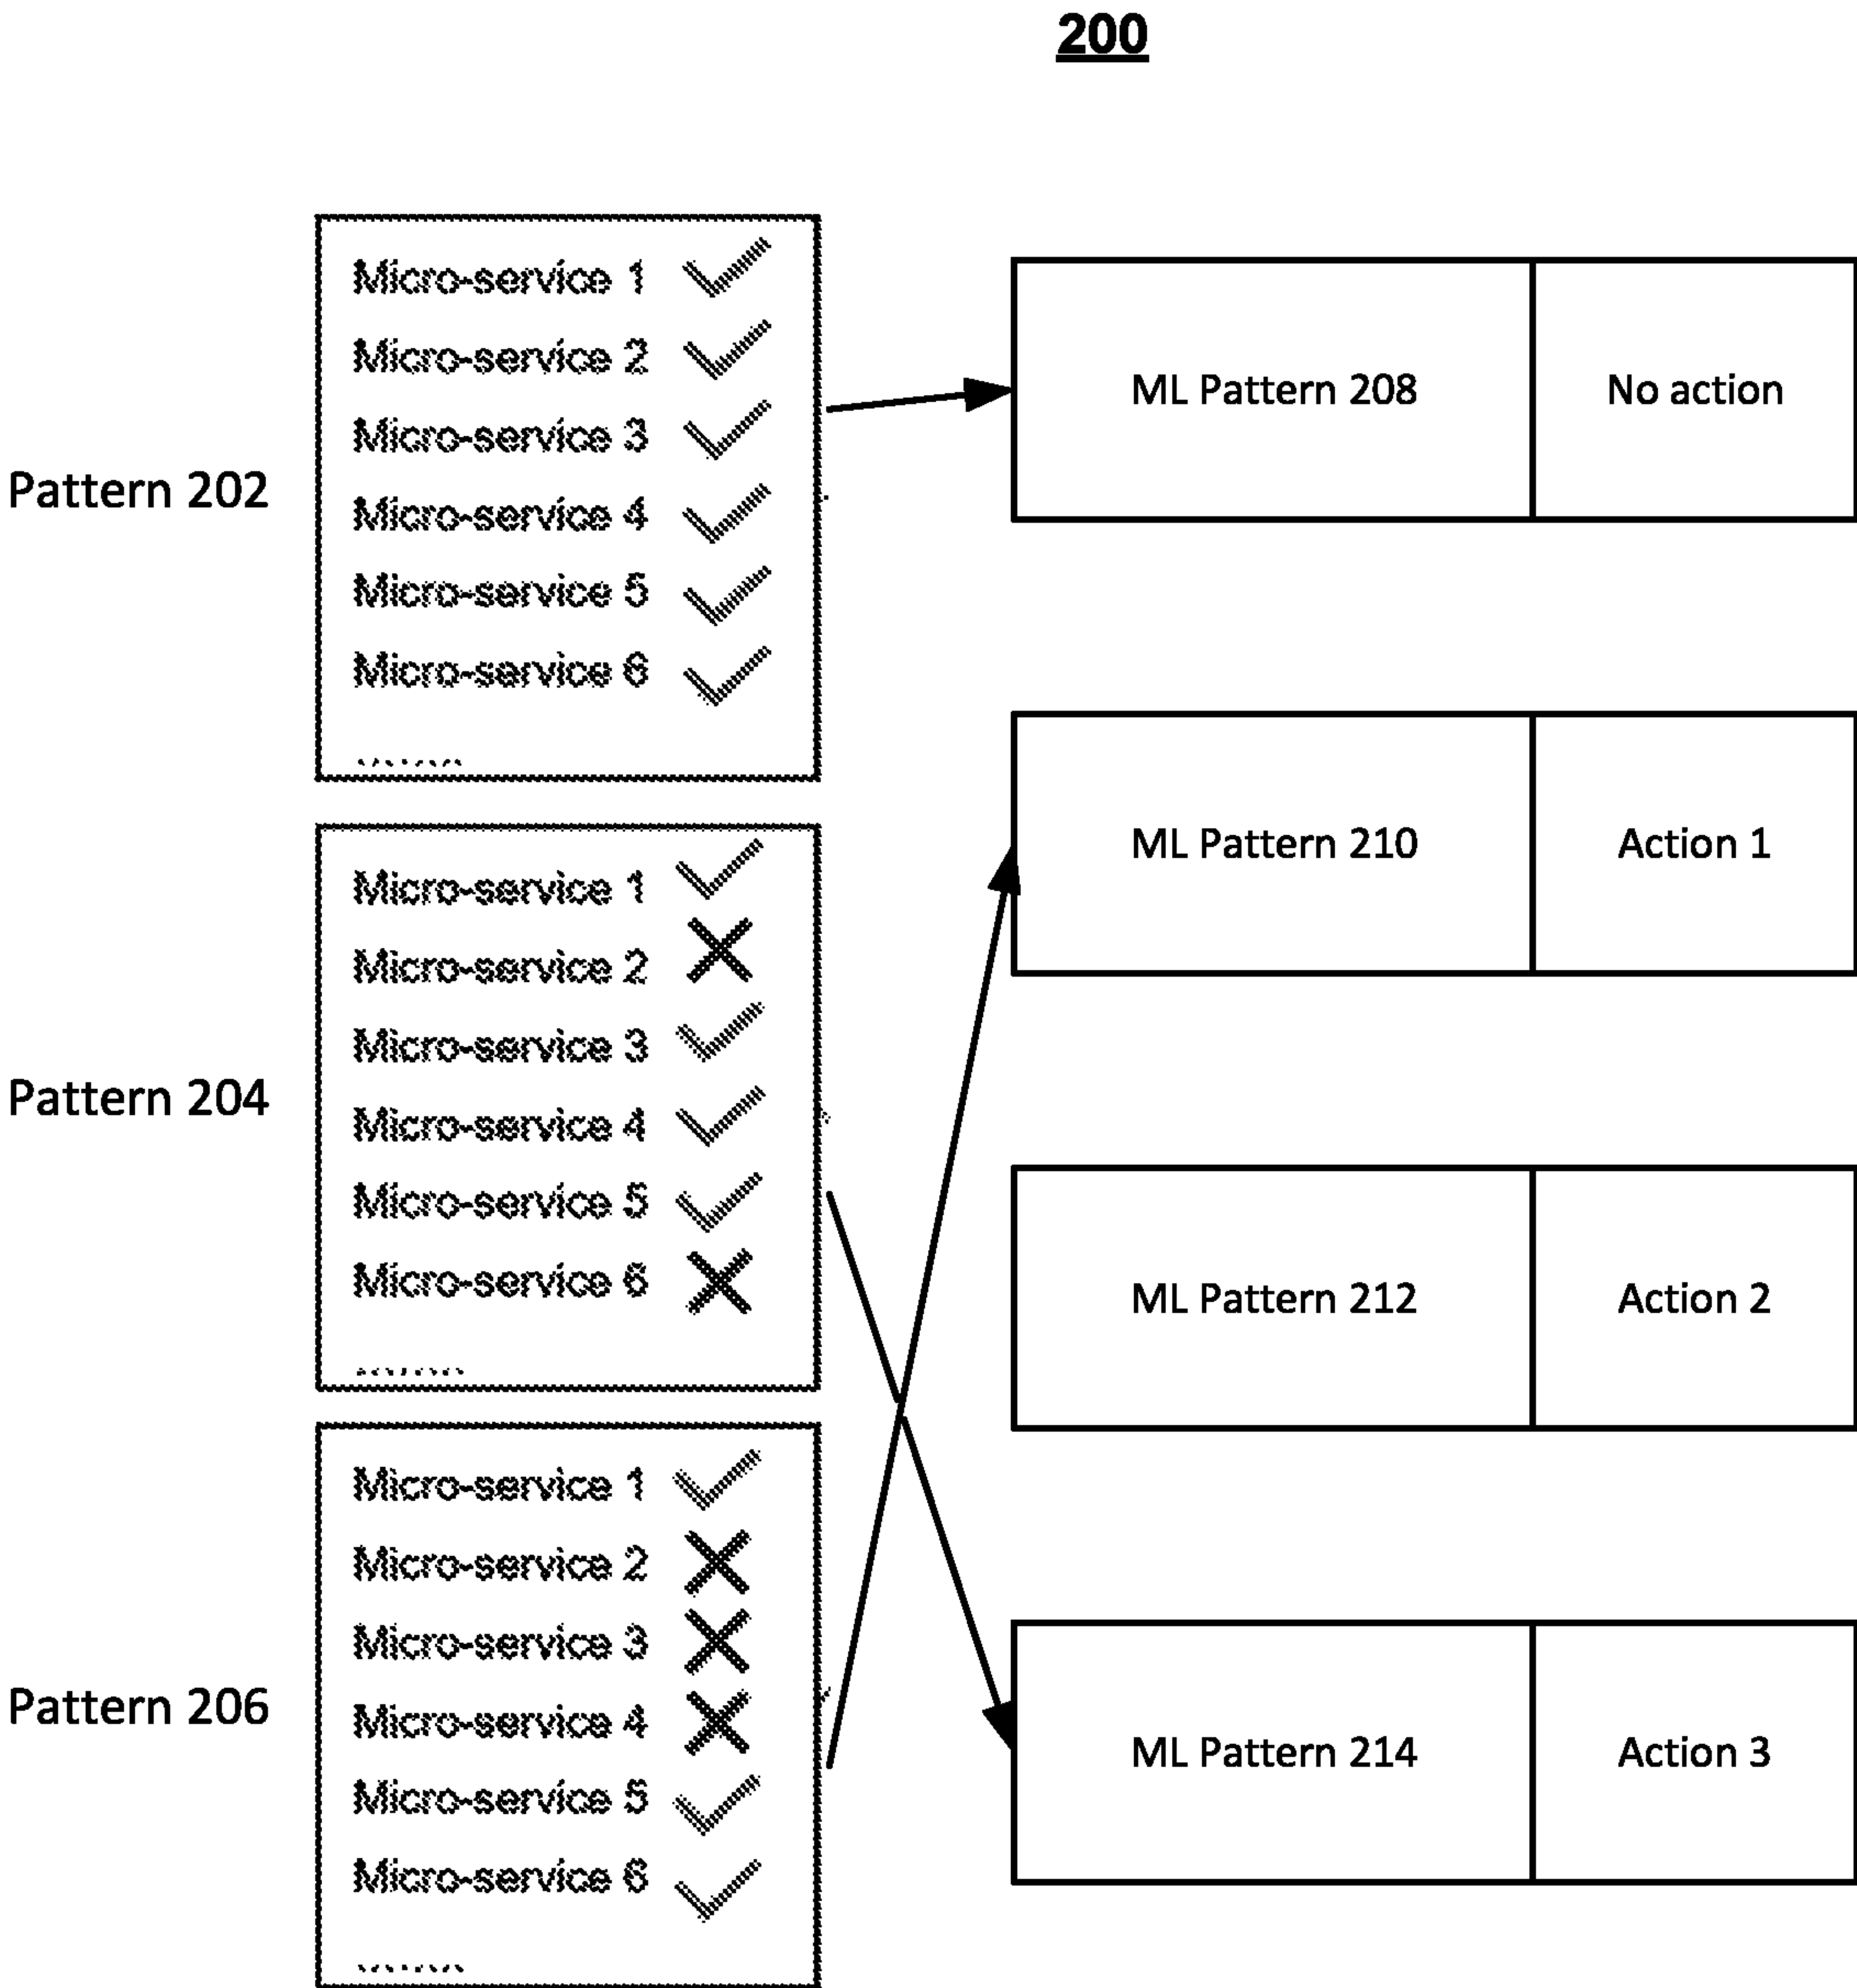 200
Pattern 202
Micro-service 1
Micro-service 2
Micro-service 3
Micro-service 4
Micro-service 5
Micro-service 6
.......
Pattern 204
Micro-service 1
Micro-service 2
Micro-service 3
Micro-service 4
Micro-service 5
Micro-service 6
.......
Pattern 206
Micro-service 1
Micro-service 2
Micro-service 3
Micro-service 4
Micro-service 5
Micro-service 6
.......
ML Pattern 208 No action
ML Pattern 210 Action 1
ML Pattern 212 Action 2
ML Pattern 214 Action 3